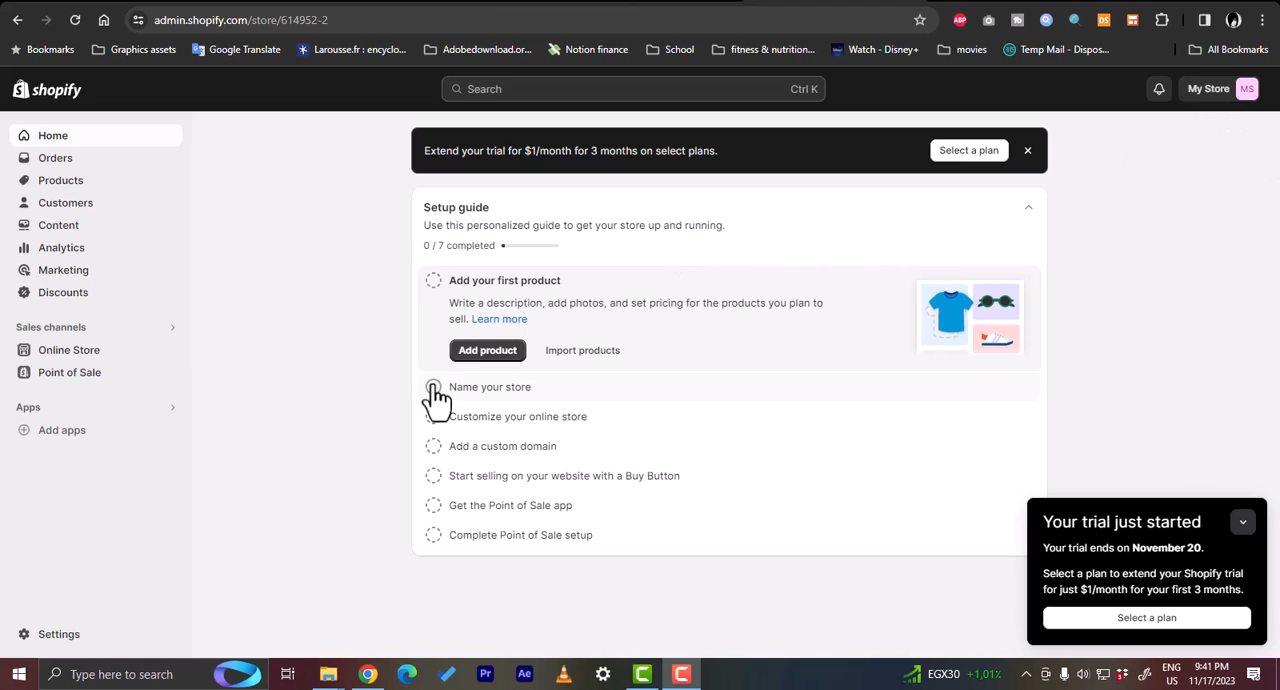 admin.shopify.com/store/614952-2
ABP
DS
Bookmarks
Graphics assets
Google Translate
Larousse.fr : encyclo...
Adobedownload.or...
Notion finance
School
fitness & nutrition...
Watch - Disney+
movies
Temp Mail - Dispos...
All Bookmarks
shopify
Search
Ctrl K
My Store
MS
Home
Orders
Products
Customers
Content
Analytics
Marketing
Discounts
Sales channels
Online Store
Point of Sale
Apps
Add apps
Settings
Extend your trial for $1/month for 3 months on select plans.
Select a plan
Setup guide
Use this personalized guide to get your store up and running.
0 / 7 completed
Add your first product
Write a description, add photos, and set pricing for the products you plan to
sell. Learn more
Add product
Import products
Name your store
Customize your online store
Add a custom domain
Start selling on your website with a Buy Button
Get the Point of Sale app
Complete Point of Sale setup
Your trial just started
Your trial ends on November 20.
Select a plan to extend your Shopify trial
for just $1/month for your first 3 months.
Select a plan
Type here to search
Pr
Ae
EGX30 +1,01%
ENG
US
9:41 PM
11/17/2023